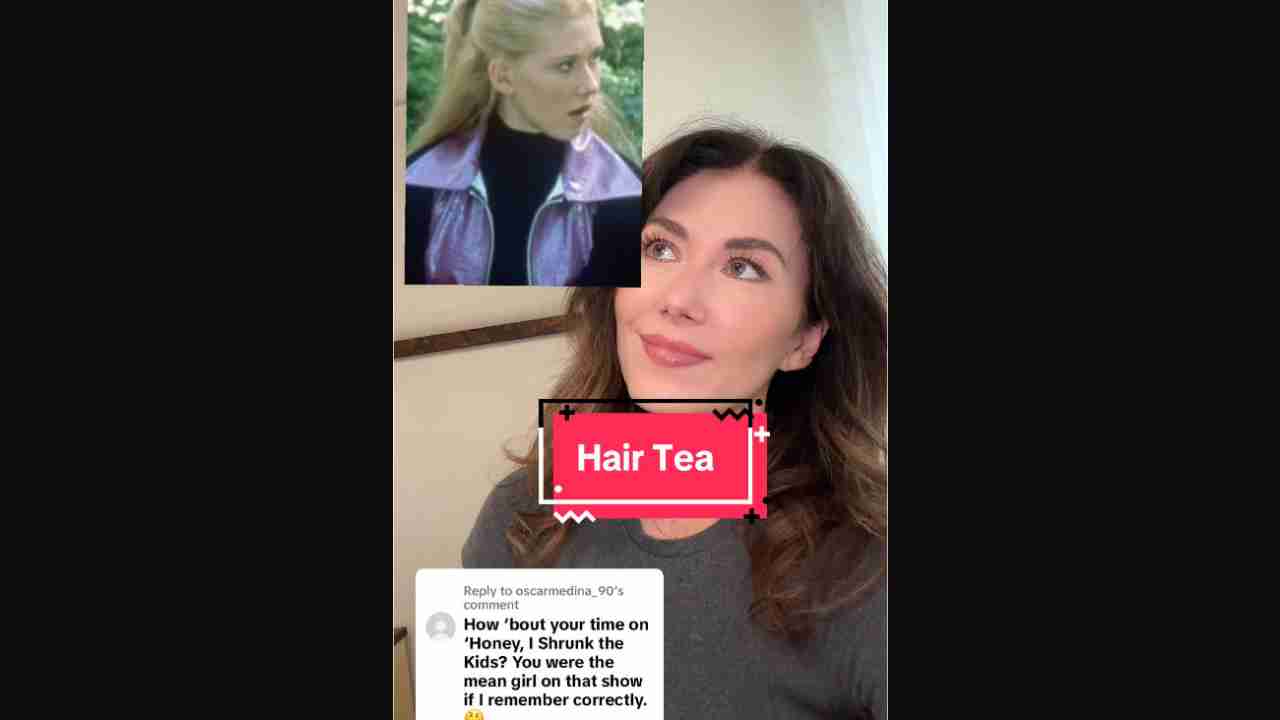 Hair Tea
Reply to oscarmedina_90's
comment
How ‘bout your time on
‘Honey, I Shrunk the
Kids? You were the
mean girl on that show
if I remember correctly.